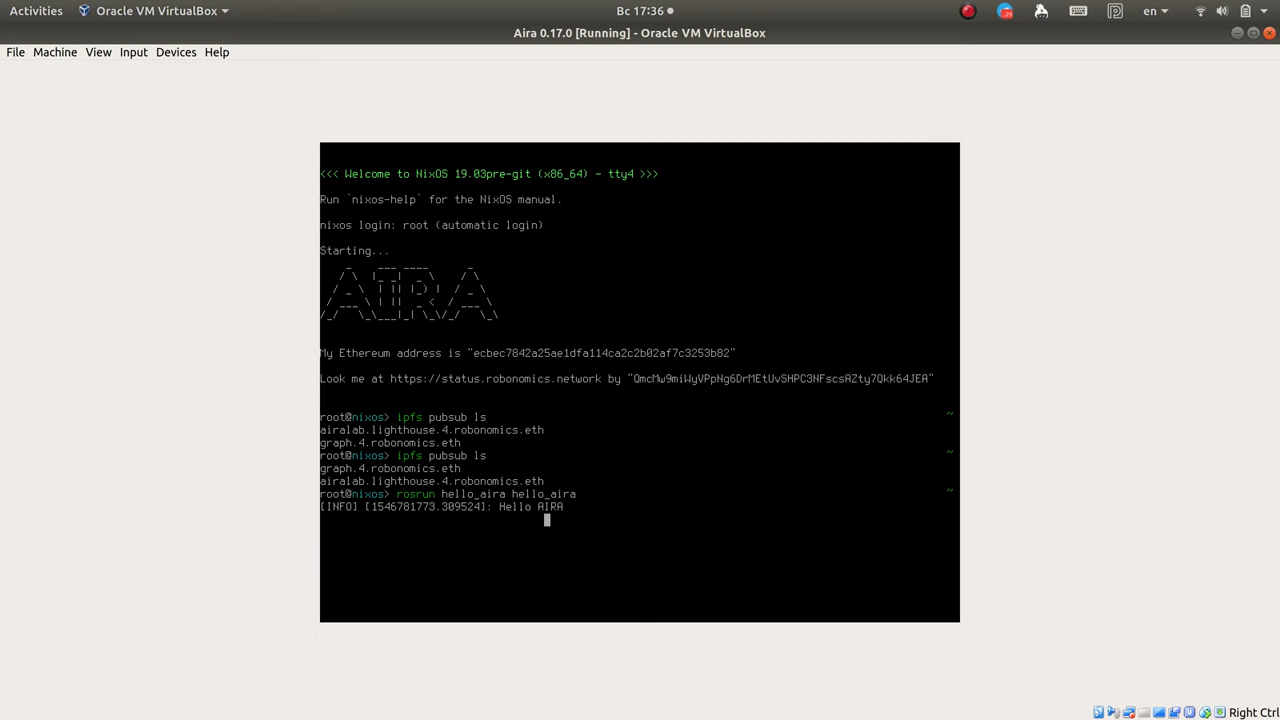 Activities Oracle VM VirtualBox Вс 17:36 en
Aira 0.17.0 [Running] - Oracle VM VirtualBox
File Machine View Input Devices Help
<<< Welcome to NixOS 19.03pre-git (x86_64) - tty4 >>>
Run `nixos-help` for the NixOS manual.
nixos login: root (automatic login)
Starting...
AIRA
My Ethereum address is "ecbec7842a25ae1dfa114ca2c2b02af7c3253b82"
Look me at https://status.robonomics.network by "QmcMw9miWyVPpNg6DrMEtUvSHPC3NFscsAZty7Qkk64JEA"
root@nixos> ipfs pubsub ls ~
airalab.lighthouse.4.robonomics.eth
graph.4.robonomics.eth
root@nixos> ipfs pubsub ls ~
graph.4.robonomics.eth
airalab.lighthouse.4.robonomics.eth
root@nixos> rosrun hello_aira hello_aira ~
[INFO] [1546781773.309524]: Hello AIRA
Right Ctrl